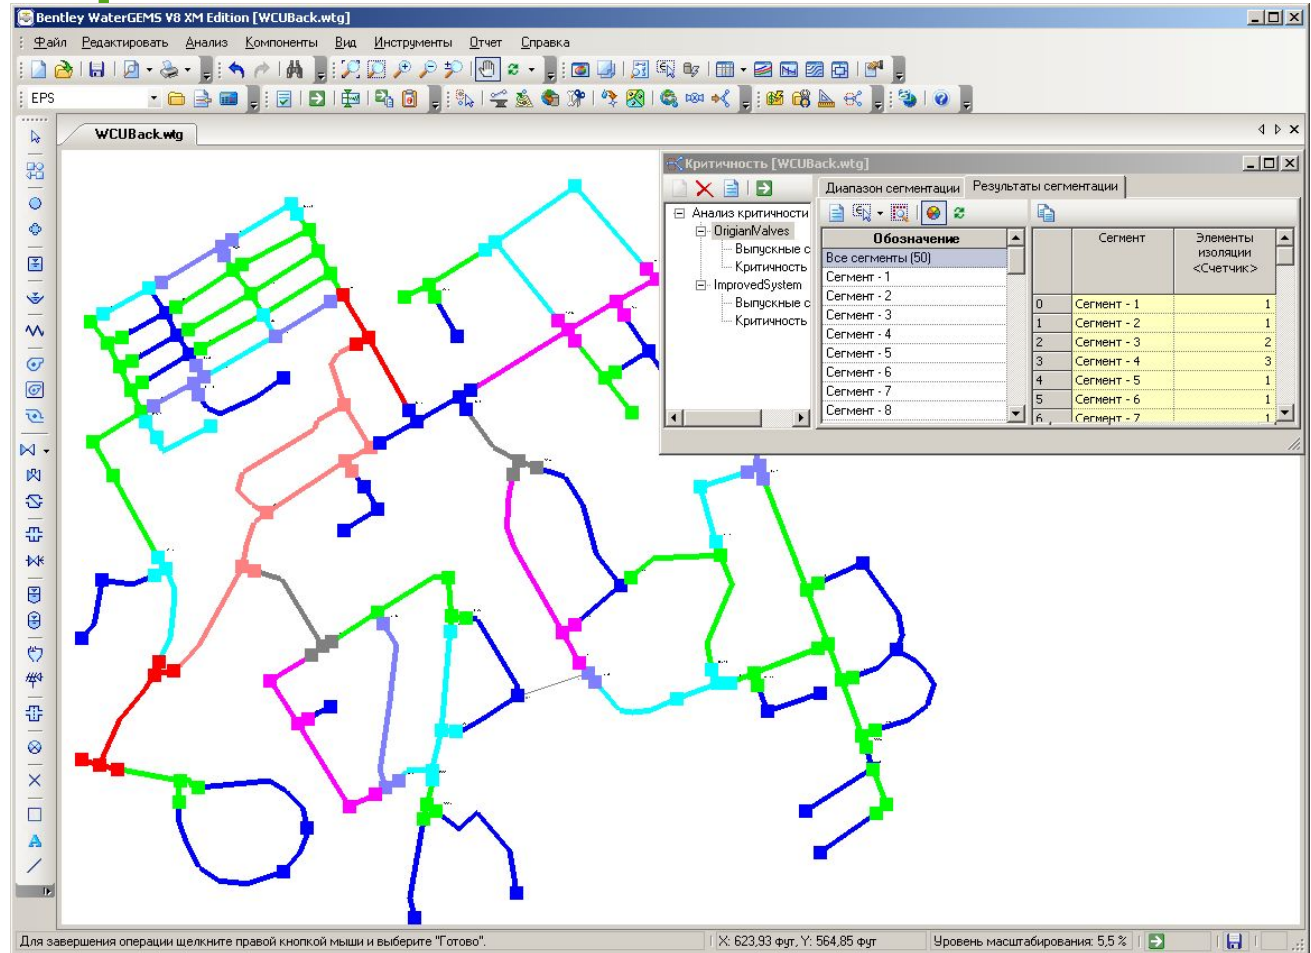 Bentley WaterGEMS V8 XM Edition [WCUBack.wtg]
Файл Редактировать Анализ Компоненты Вид Инструменты Отчет Справка
EPS
WCUBack.wtg
Критичность [WCUBack.wtg]
Диапазон сегментации Результаты сегментации
Анализ критичности
OrigianlValves
Выпускные с
Критичность
ImprovedSystem
Выпускные с
Критичность
Обозначение
Все сегменты (50)
Сегмент - 1
Сегмент - 2
Сегмент - 3
Сегмент - 4
Сегмент - 5
Сегмент - 6
Сегмент - 7
Сегмент - 8
Сегмент Элементы изоляции <Счетчик>
0 Сегмент - 1 1
1 Сегмент - 2 1
2 Сегмент - 3 2
3 Сегмент - 4 3
4 Сегмент - 5 1
5 Сегмент - 6 1
6 Сегмент - 7 1
Для завершения операции щелкните правой кнопкой мыши и выберите "Готово". X: 623,93 фут, Y: 564,85 фут Уровень масштабирования: 5,5 %